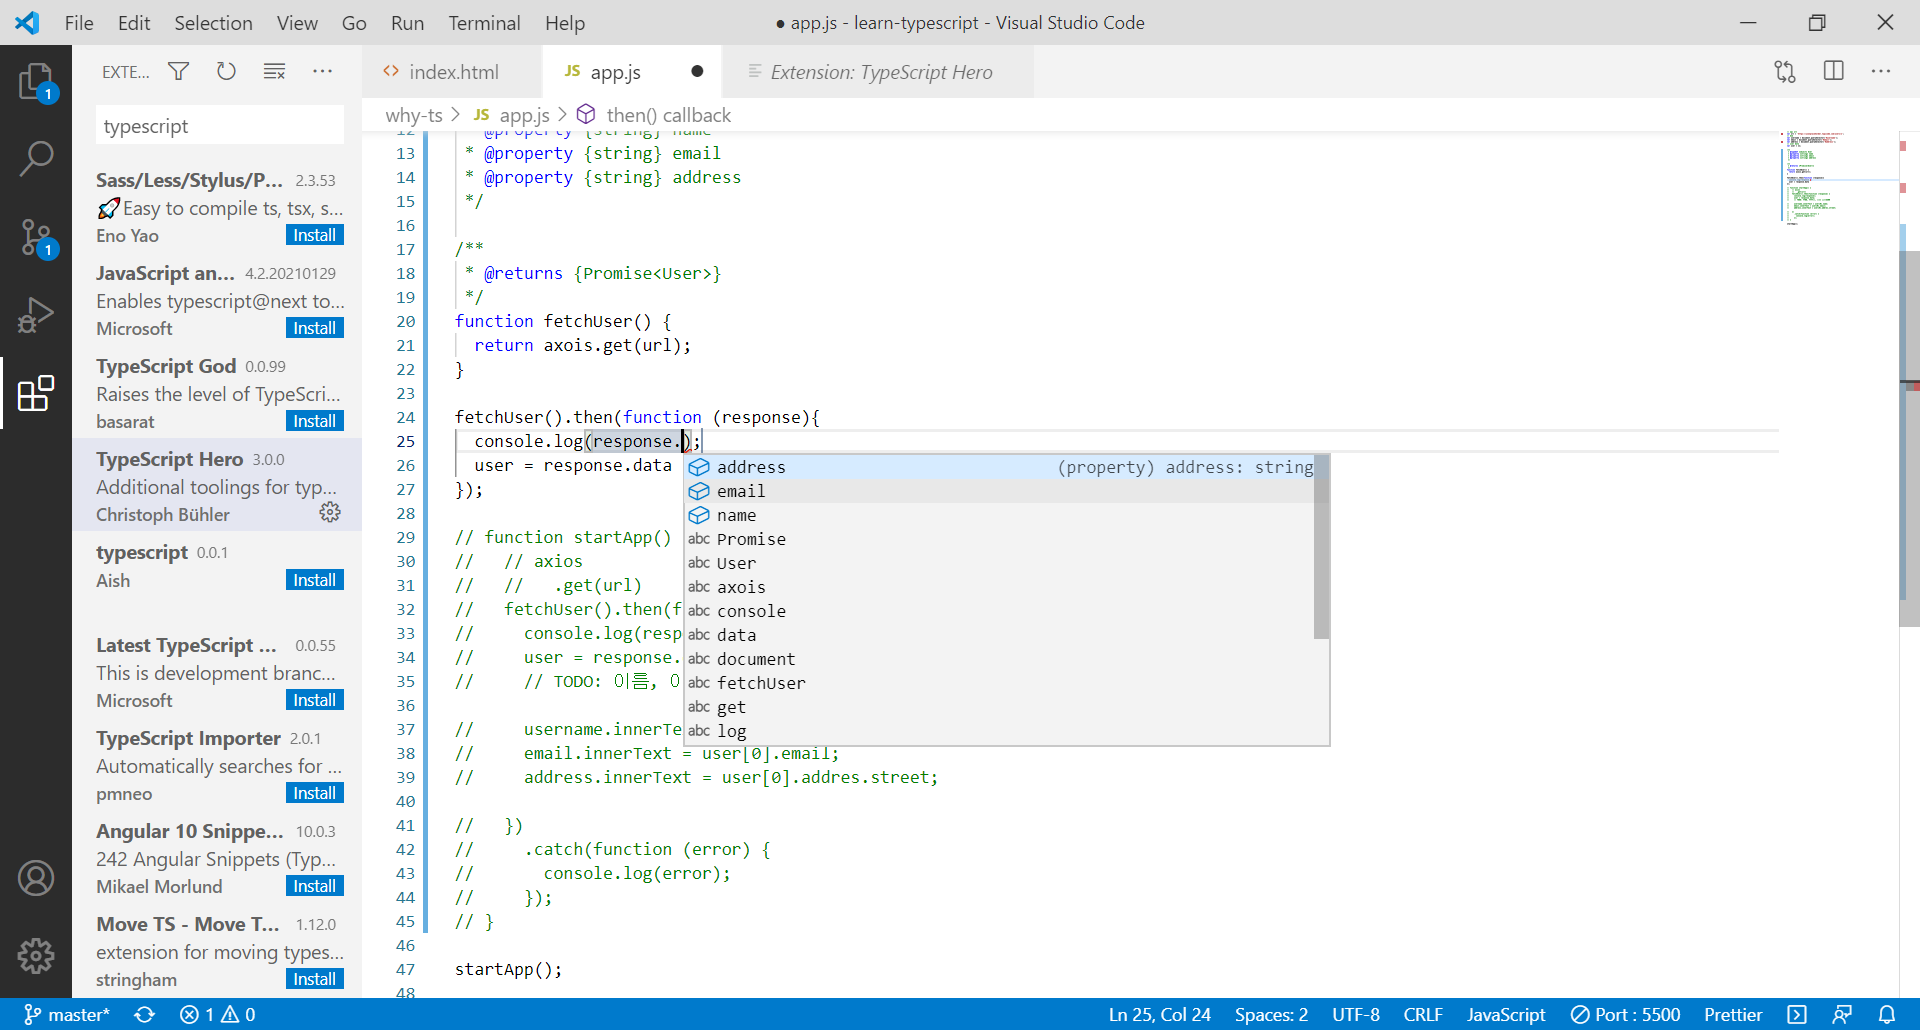 File Edit Selection View Go Run Terminal Help
● app.js - learn-typescript - Visual Studio Code
EXTE...
index.html
JS app.js
Extension: TypeScript Hero
why-ts > JS app.js > then() callback
typescript
Sass/Less/Stylus/P... 2.3.53
Easy to compile ts, tsx, s...
Eno Yao Install
JavaScript an... 4.2.20210129
Enables typescript@next to...
Microsoft Install
TypeScript God 0.0.99
Raises the level of TypeScri...
basarat Install
TypeScript Hero 3.0.0
Additional toolings for typ...
Christoph Bühler
typescript 0.0.1
Aish Install
Latest TypeScript ... 0.0.55
This is development branc...
Microsoft Install
TypeScript Importer 2.0.1
Automatically searches for ...
pmneo Install
Angular 10 Snippe... 10.0.3
242 Angular Snippets (Typ...
Mikael Morlund Install
Move TS - Move T... 1.12.0
extension for moving types...
stringham Install
1
1
12 * @property {string} name
13 * @property {string} email
14 * @property {string} address
15 */
16
17 /**
18 * @returns {Promise<User>}
19 */
20 function fetchUser() {
21 return axois.get(url);
22 }
23
24 fetchUser().then(function (response){
25 console.log(response.);
26 user = response.data
27 });
28
29 // function startApp()
30 // // axios
31 // // .get(url)
32 // fetchUser().then(f
33 // console.log(resp
34 // user = response.
35 // // TODO: 이름, 이
36
37 // username.innerTe
38 // email.innerText = user[0].email;
39 // address.innerText = user[0].addres.street;
40
41 // })
42 // .catch(function (error) {
43 // console.log(error);
44 // });
45 // }
46
47 startApp();
48
address (property) address: string
email
name
abc Promise
abc User
abc axois
abc console
abc data
abc document
abc fetchUser
abc get
abc log
master* 1 0
Ln 25, Col 24 Spaces: 2 UTF-8 CRLF JavaScript Port : 5500 Prettier